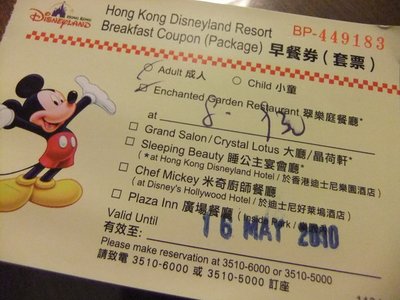 HONG KONG
DISNEYLAND
Hong Kong Disneyland Resort BP-449183
Breakfast Coupon (Package) 早餐券（套票）
Adult 成人 Child 小童
Enchanted Garden Restaurant 翠樂庭餐廳*
at 8 - 930
Grand Salon/Crystal Lotus 大廳/晶荷軒*
Sleeping Beauty 睡公主宴會廳*
(*at Hong Kong Disneyland Hotel / 於香港迪士尼樂園酒店)
Chef Mickey 米奇廚師餐廳
(at Disney's Hollywood Hotel / 於迪士尼好萊塢酒店)
Plaza Inn 廣場餐廳 (Inside Park /
Valid Until
有效至: 16 MAY 2010
Please make reservation at 3510-6000 or 3510-5000
請致電 3510-6000 或 3510-5000 訂座